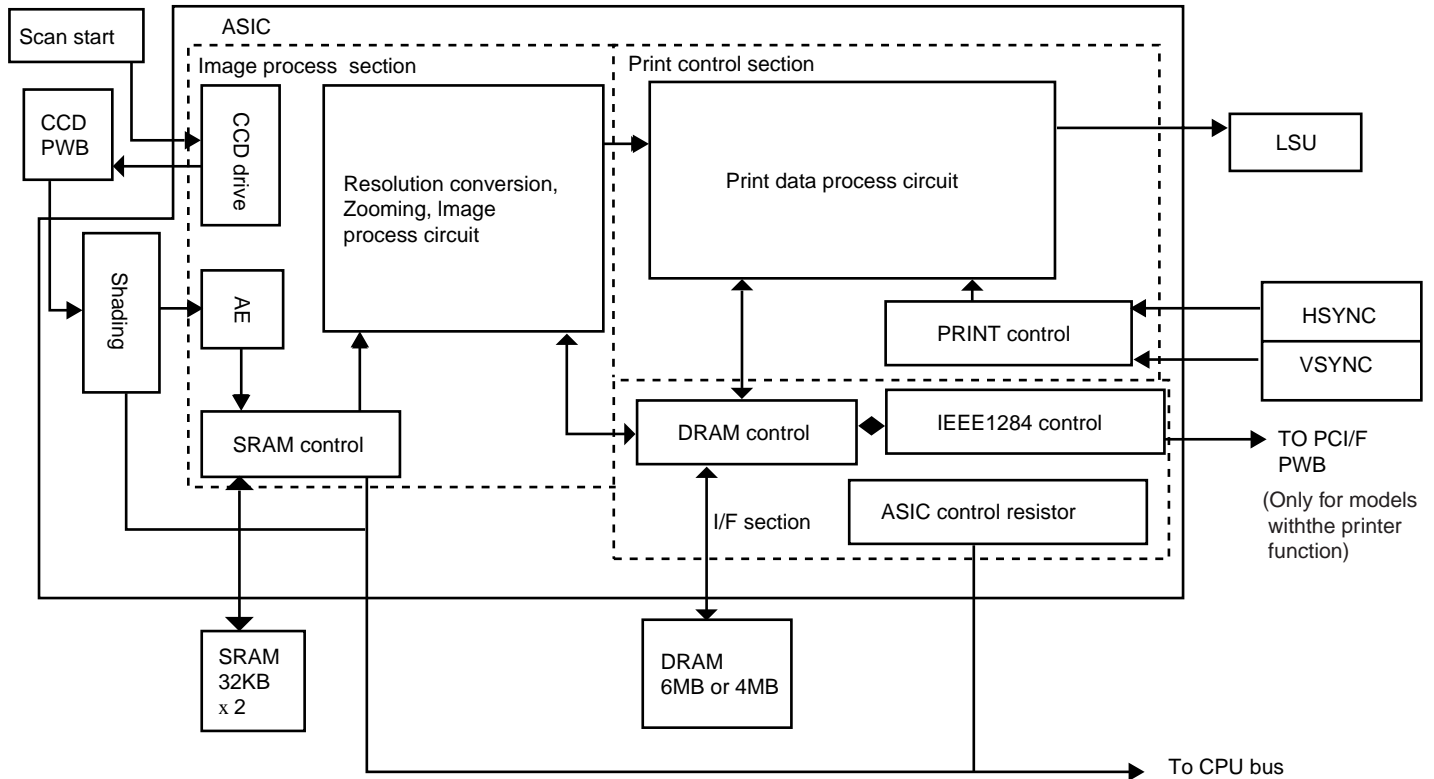 Scan start
ASIC
Image process section
Print control section
CCD
PWB
CCD drive
Resolution conversion,
Zooming, Image
process circuit
Print data process circuit
LSU
Shading
AE
PRINT control
HSYNC
VSYNC
SRAM control
DRAM control
IEEE1284 control
TO PCI/F
PWB
(Only for models
withthe printer
function)
I/F section
ASIC control resistor
SRAM
32KB
x 2
DRAM
6MB or 4MB
To CPU bus